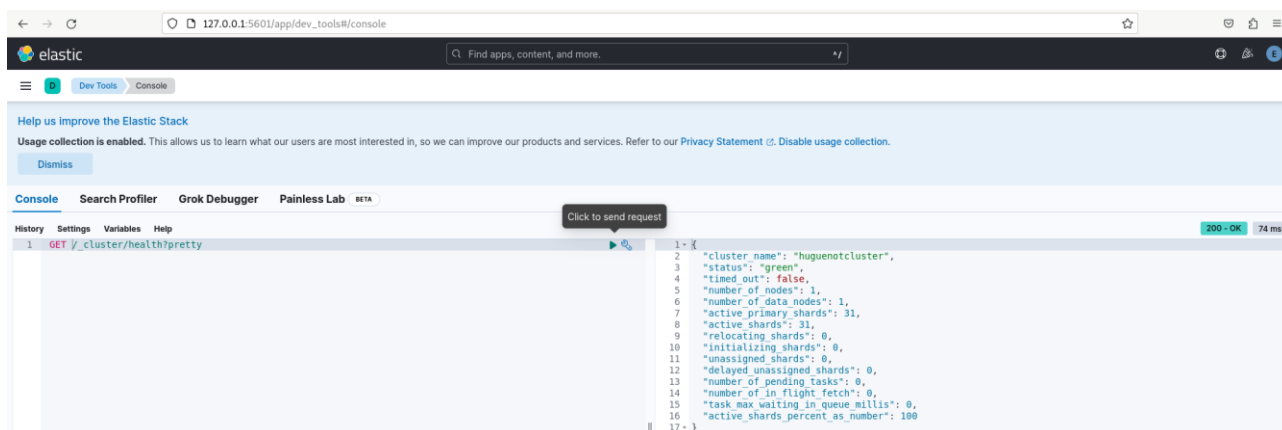 127.0.0.1:5601/app/dev_tools#/console
elastic
Find apps, content, and more.
^/
E
D
Dev Tools
Console
Help us improve the Elastic Stack
Usage collection is enabled. This allows us to learn what our users are most interested in, so we can improve our products and services. Refer to our Privacy Statement. Disable usage collection.
Dismiss
Console Search Profiler Grok Debugger Painless Lab BETA
Click to send request
History Settings Variables Help
200 - OK 74 ms
1 GET /_cluster/health?pretty
1 {
2 "cluster_name": "huguenotcluster",
3 "status": "green",
4 "timed_out": false,
5 "number_of_nodes": 1,
6 "number_of_data_nodes": 1,
7 "active_primary_shards": 31,
8 "active_shards": 31,
9 "relocating_shards": 0,
10 "initializing_shards": 0,
11 "unassigned_shards": 0,
12 "delayed_unassigned_shards": 0,
13 "number_of_pending_tasks": 0,
14 "number_of_in_flight_fetch": 0,
15 "task_max_waiting_in_queue_millis": 0,
16 "active_shards_percent_as_number": 100
17 }